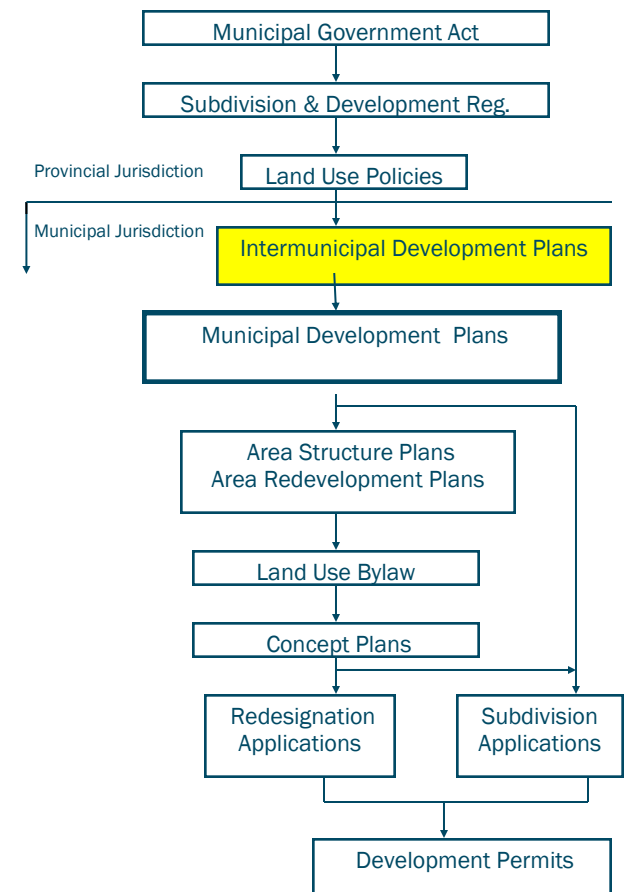 Municipal Government Act
Subdivision & Development Reg.
Provincial Jurisdiction
Land Use Policies
Municipal Jurisdiction
Intermunicipal Development Plans
Municipal Development Plans
Area Structure Plans
Area Redevelopment Plans
Land Use Bylaw
Concept Plans
Redesignation
Applications
Subdivision
Applications
Development Permits